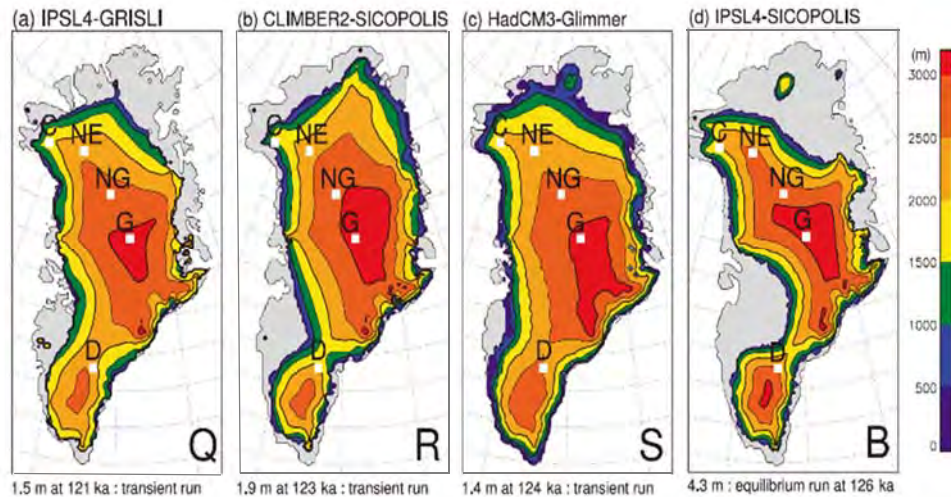 (a) IPSL4-GRISLI
(b) CLIMBER2-SICOPOLIS
(c) HadCM3-Glimmer
(d) IPSL4-SICOPOLIS
(m)
3000
2500
2000
1500
1000
500
0
C
NE
NG
G
D
Q
C
NE
NG
G
D
R
C
NE
NG
G
D
S
C
NE
NG
G
D
B
1.5 m at 121 ka : transient run
1.9 m at 123 ka : transient run
1.4 m at 124 ka : transient run
4.3 m : equilibrium run at 126 ka